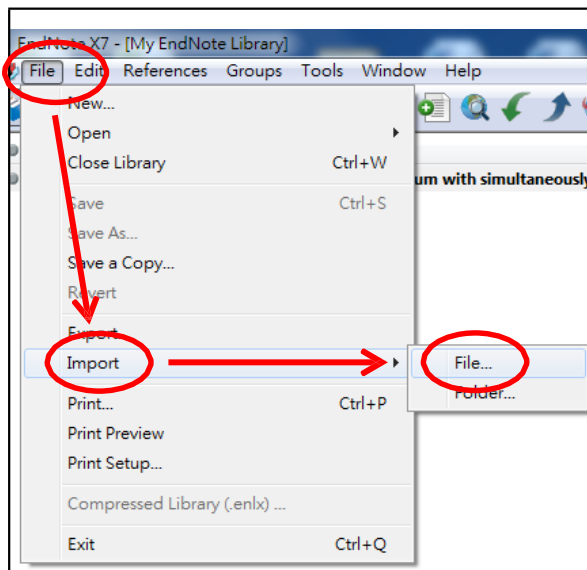 EndNote X7 - [My EndNote Library]
File Edit References Groups Tools Window Help
New...
Open
Close Library Ctrl+W
um with simultaneously
Save Ctrl+S
Save As...
Save a Copy...
Revert
Export...
Import File...
Folder...
Print... Ctrl+P
Print Preview
Print Setup...
Compressed Library (.enlx) ...
Exit Ctrl+Q